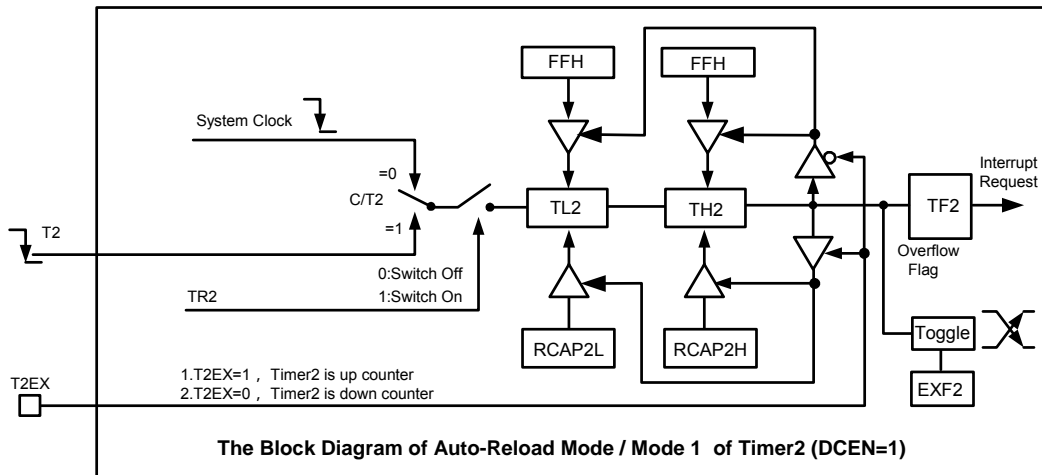 FFH
FFH
System Clock
=0
C/T2
=1
T2
TL2
TH2
Interrupt
Request
TF2
Overflow
Flag
0:Switch Off
1:Switch On
TR2
RCAP2L
RCAP2H
Toggle
EXF2
T2EX
1.T2EX=1 , Timer2 is up counter
2.T2EX=0 , Timer2 is down counter
The Block Diagram of Auto-Reload Mode / Mode 1 of Timer2 (DCEN=1)